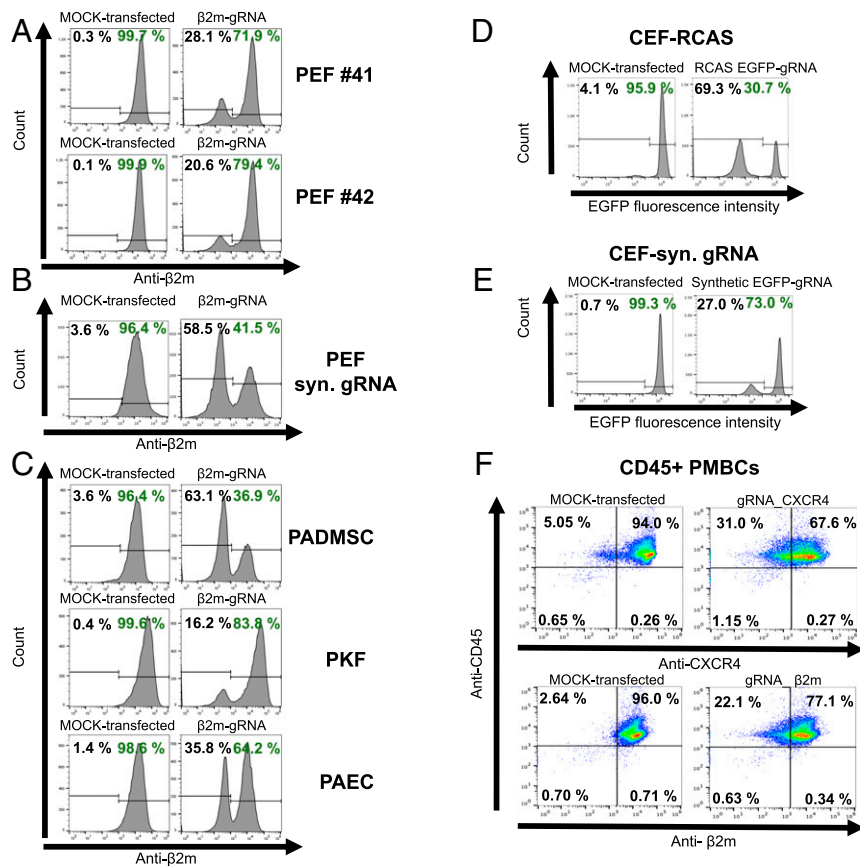 A
MOCK-transfected
β2m-gRNA
0.3 % 99.7 %
28.1 % 71.9 %
PEF #41
MOCK-transfected
β2m-gRNA
0.1 % 99.9 %
20.6 % 79.4 %
PEF #42
Count
Anti-β2m
B
MOCK-transfected
β2m-gRNA
3.6 % 96.4 %
58.5 % 41.5 %
PEF
syn. gRNA
Count
Anti-β2m
C
MOCK-transfected
β2m-gRNA
3.6 % 96.4 %
63.1 % 36.9 %
PADMSC
MOCK-transfected
β2m-gRNA
0.4 % 99.6 %
16.2 % 83.8 %
PKF
MOCK-transfected
β2m-gRNA
1.4 % 98.6 %
35.8 % 64.2 %
PAEC
Count
Anti-β2m
D
CEF-RCAS
MOCK-transfected
RCAS EGFP-gRNA
4.1 % 95.9 %
69.3 % 30.7 %
Count
EGFP fluorescence intensity
E
CEF-syn. gRNA
MOCK-transfected
Synthetic EGFP-gRNA
0.7 % 99.3 %
27.0 % 73.0 %
Count
EGFP fluorescence intensity
F
CD45+ PMBCs
MOCK-transfected
gRNA_CXCR4
5.05 % 94.0 %
31.0 % 67.6 %
0.65 % 0.26 %
1.15 % 0.27 %
Anti-CXCR4
Anti-CD45
MOCK-transfected
gRNA_ β2m
2.64 % 96.0 %
22.1 % 77.1 %
0.70 % 0.71 %
0.63 % 0.34 %
Anti- β2m